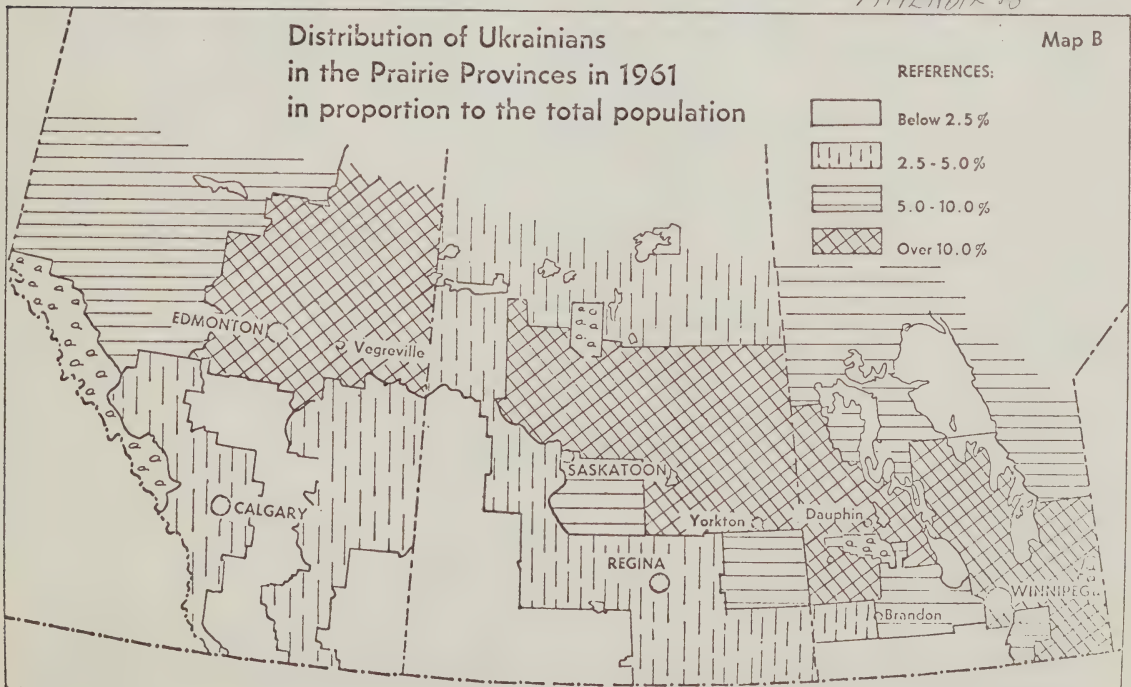 Distribution of Ukrainians
in the Prairie Provinces in 1961
in proportion to the total population
Map B
REFERENCES:
Below 2.5%
2.5 - 5.0%
5.0 - 10.0%
Over 10.0%
EDMONTON
Vegreville
CALGARY
SASKATOON
Yorkton
Dauphin
REGINA
WINNIPEG
Brandon